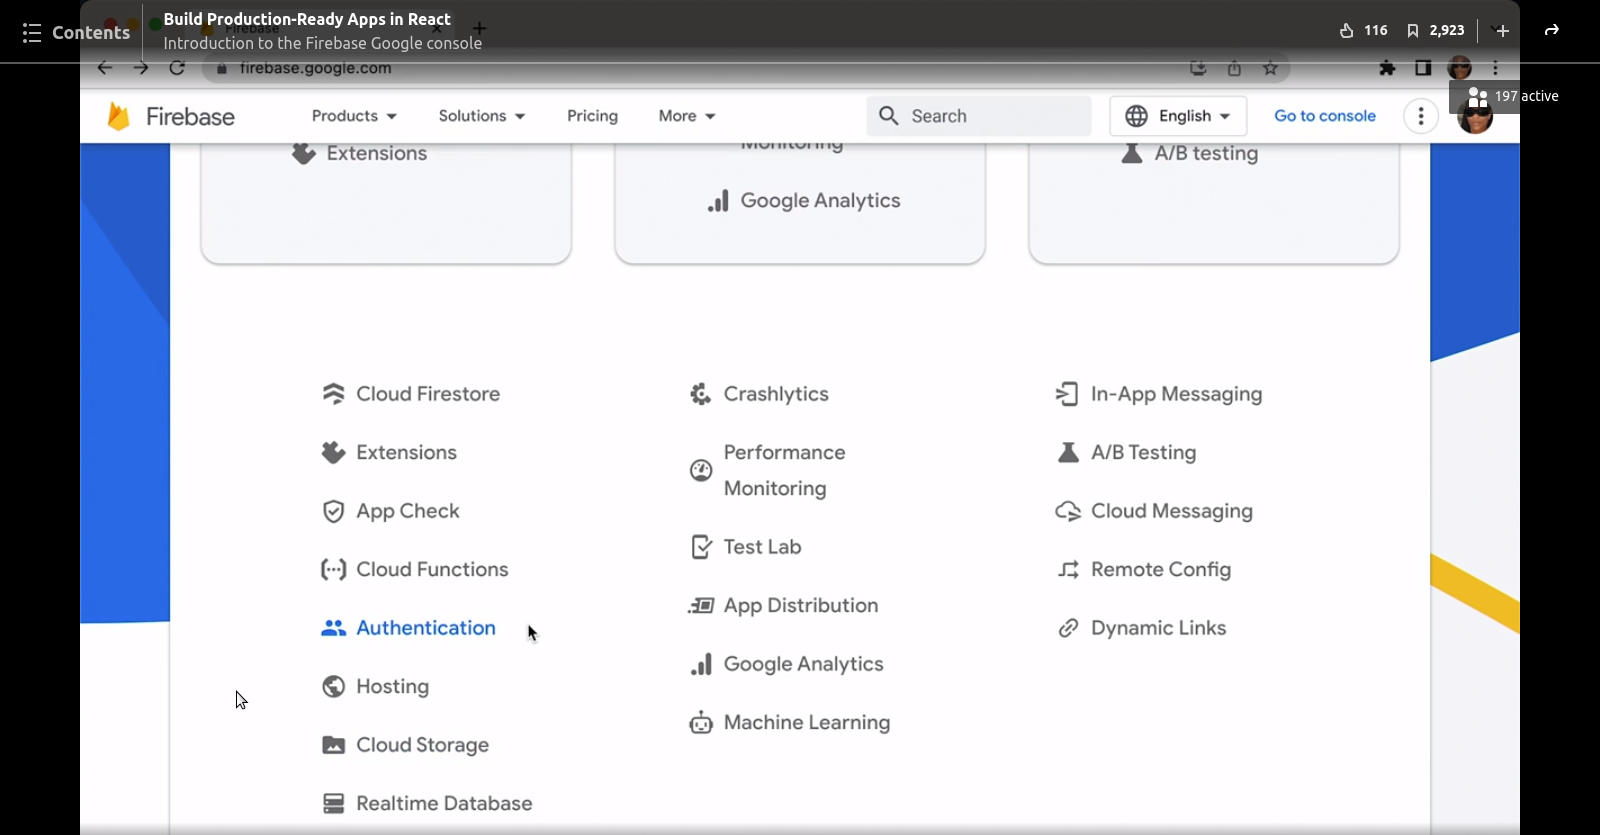 Contents
Build Production-Ready Apps in React
Introduction to the Firebase Google console
116
2,923
firebase.google.com
197 active
Firebase
Products
Solutions
Pricing
More
Search
English
Go to console
Extensions
Monitoring
A/B testing
Google Analytics
Cloud Firestore
Extensions
App Check
Cloud Functions
Authentication
Hosting
Cloud Storage
Realtime Database
Crashlytics
Performance
Monitoring
Test Lab
App Distribution
Google Analytics
Machine Learning
In-App Messaging
A/B Testing
Cloud Messaging
Remote Config
Dynamic Links